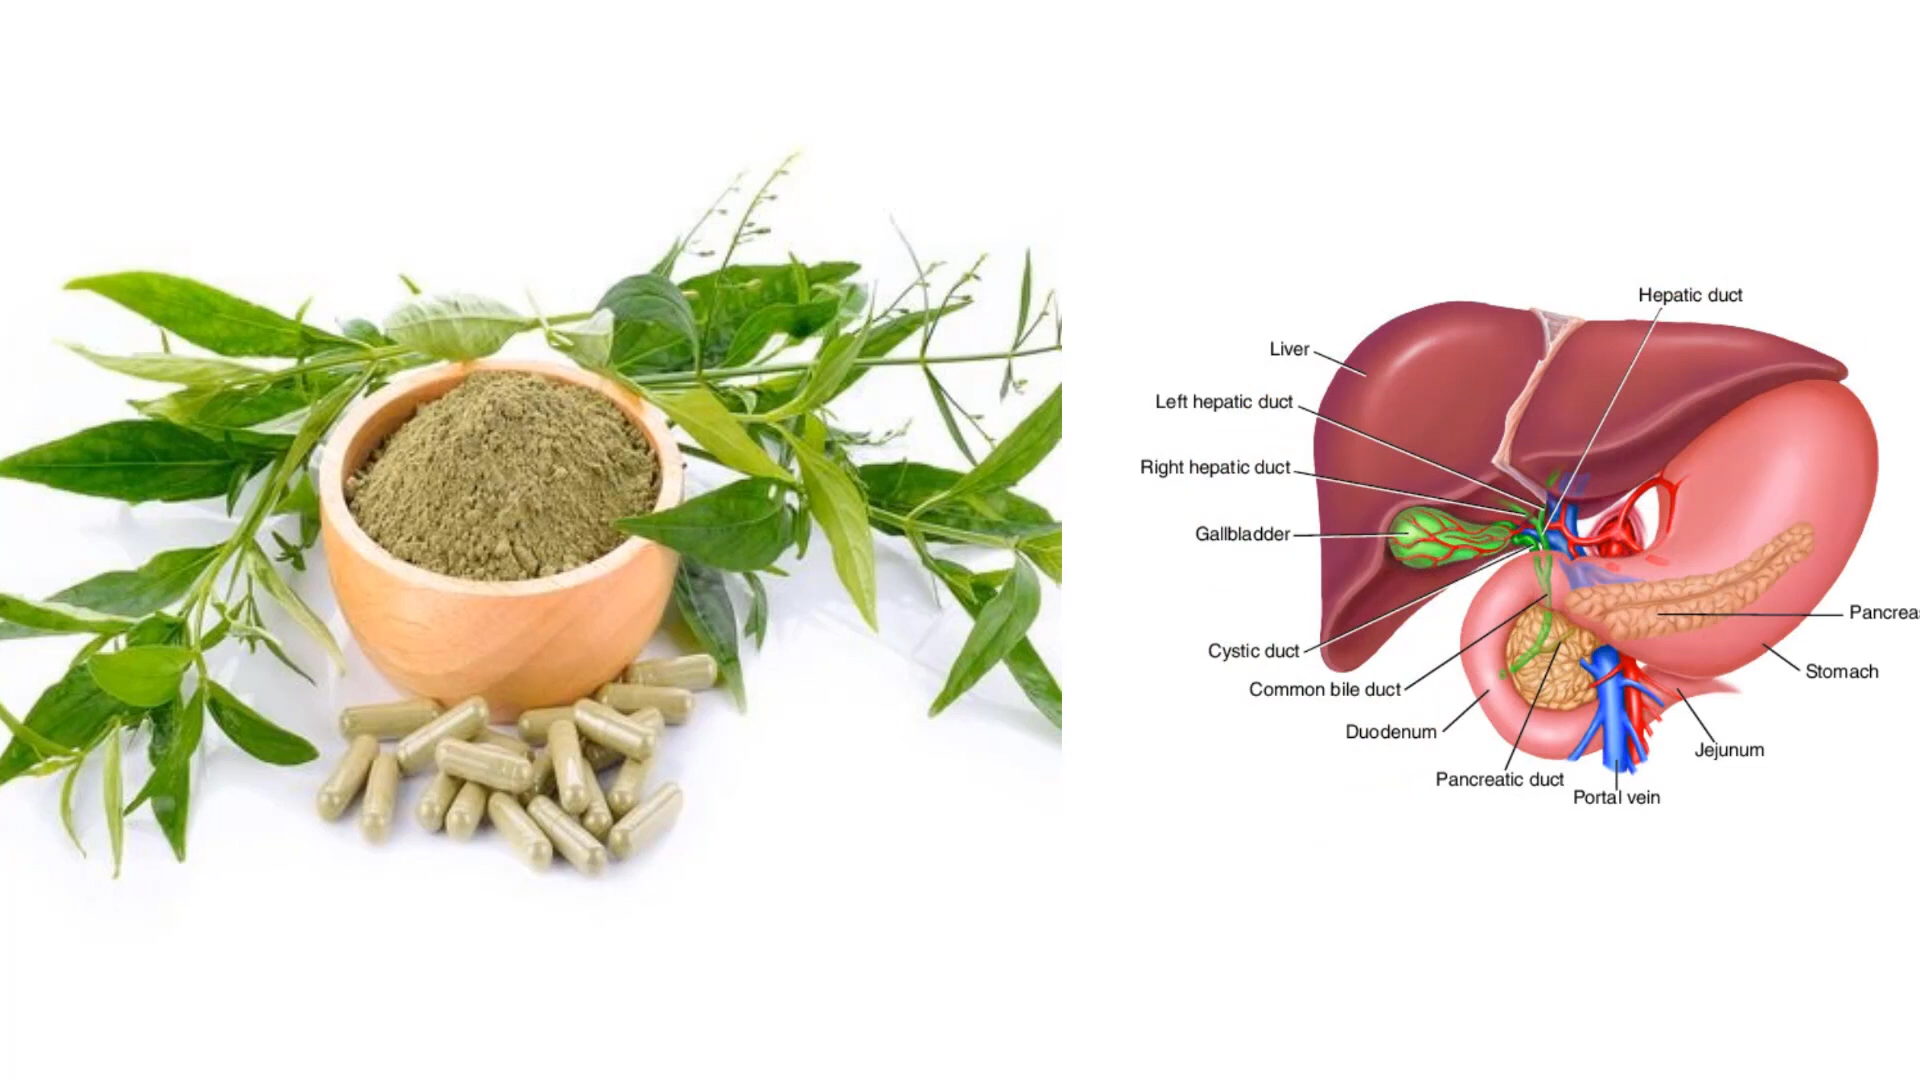 Hepatic duct
Liver
Left hepatic duct
Right hepatic duct
Gallbladder
Cystic duct
Common bile duct
Duodenum
Pancreatic duct
Portal vein
Jejunum
Stomach
Pancrea